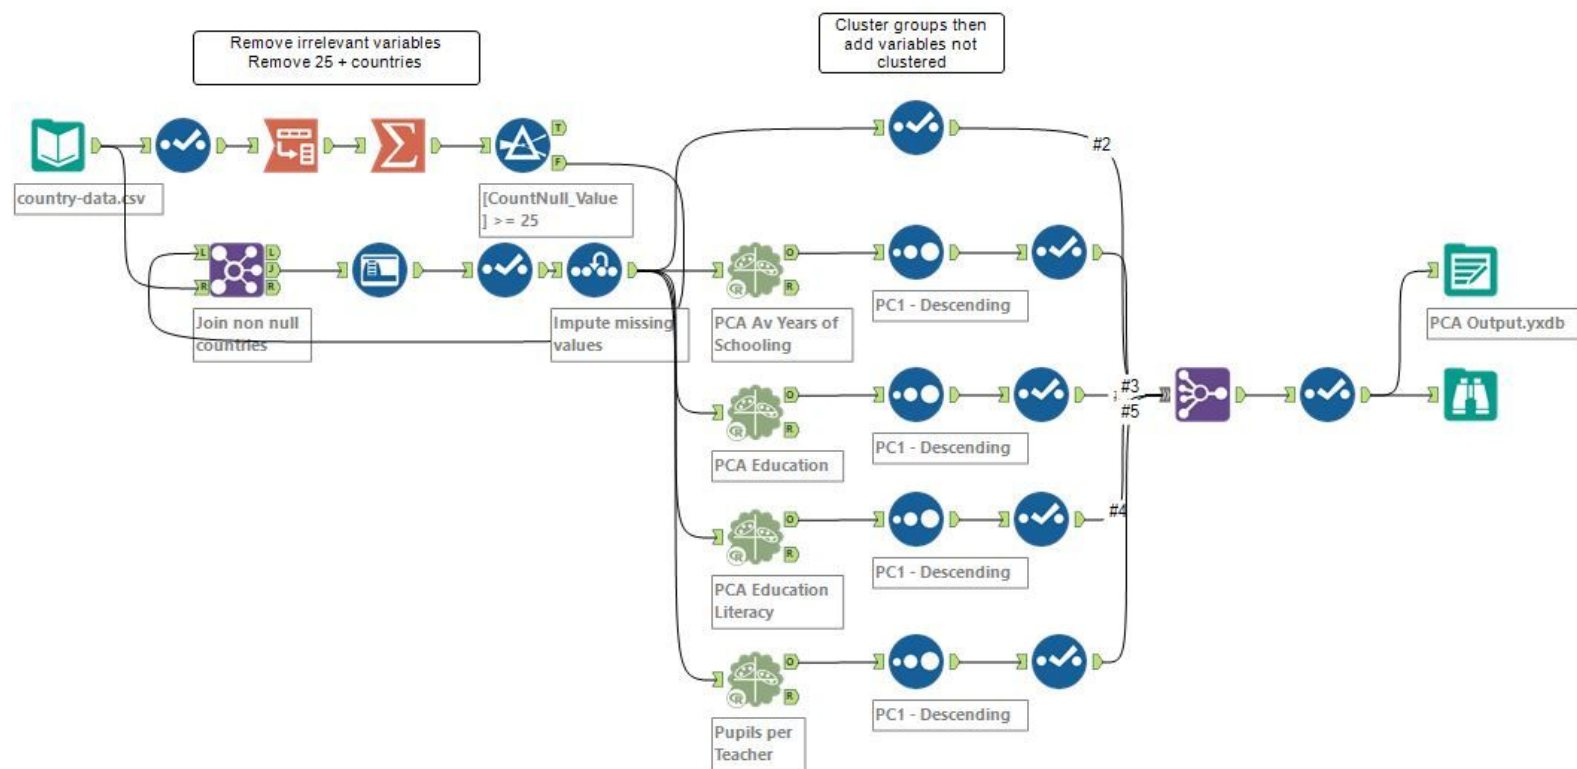 Remove irrelevant variables
Remove 25 + countries
Cluster groups then
add variables not
clustered
T
F
#2
country-data.csv
[CountNull_Value
] >= 25
L
R
L
J
R
Join non null
countries
Impute missing
values
O
R
R
PCA Av Years of
Schooling
PC1 - Descending
PCA Output.yxdb
O
R
R
PCA Education
PC1 - Descending
#3
#5
O
R
R
PCA Education
Literacy
PC1 - Descending
#4
O
R
R
Pupils per
Teacher
PC1 - Descending